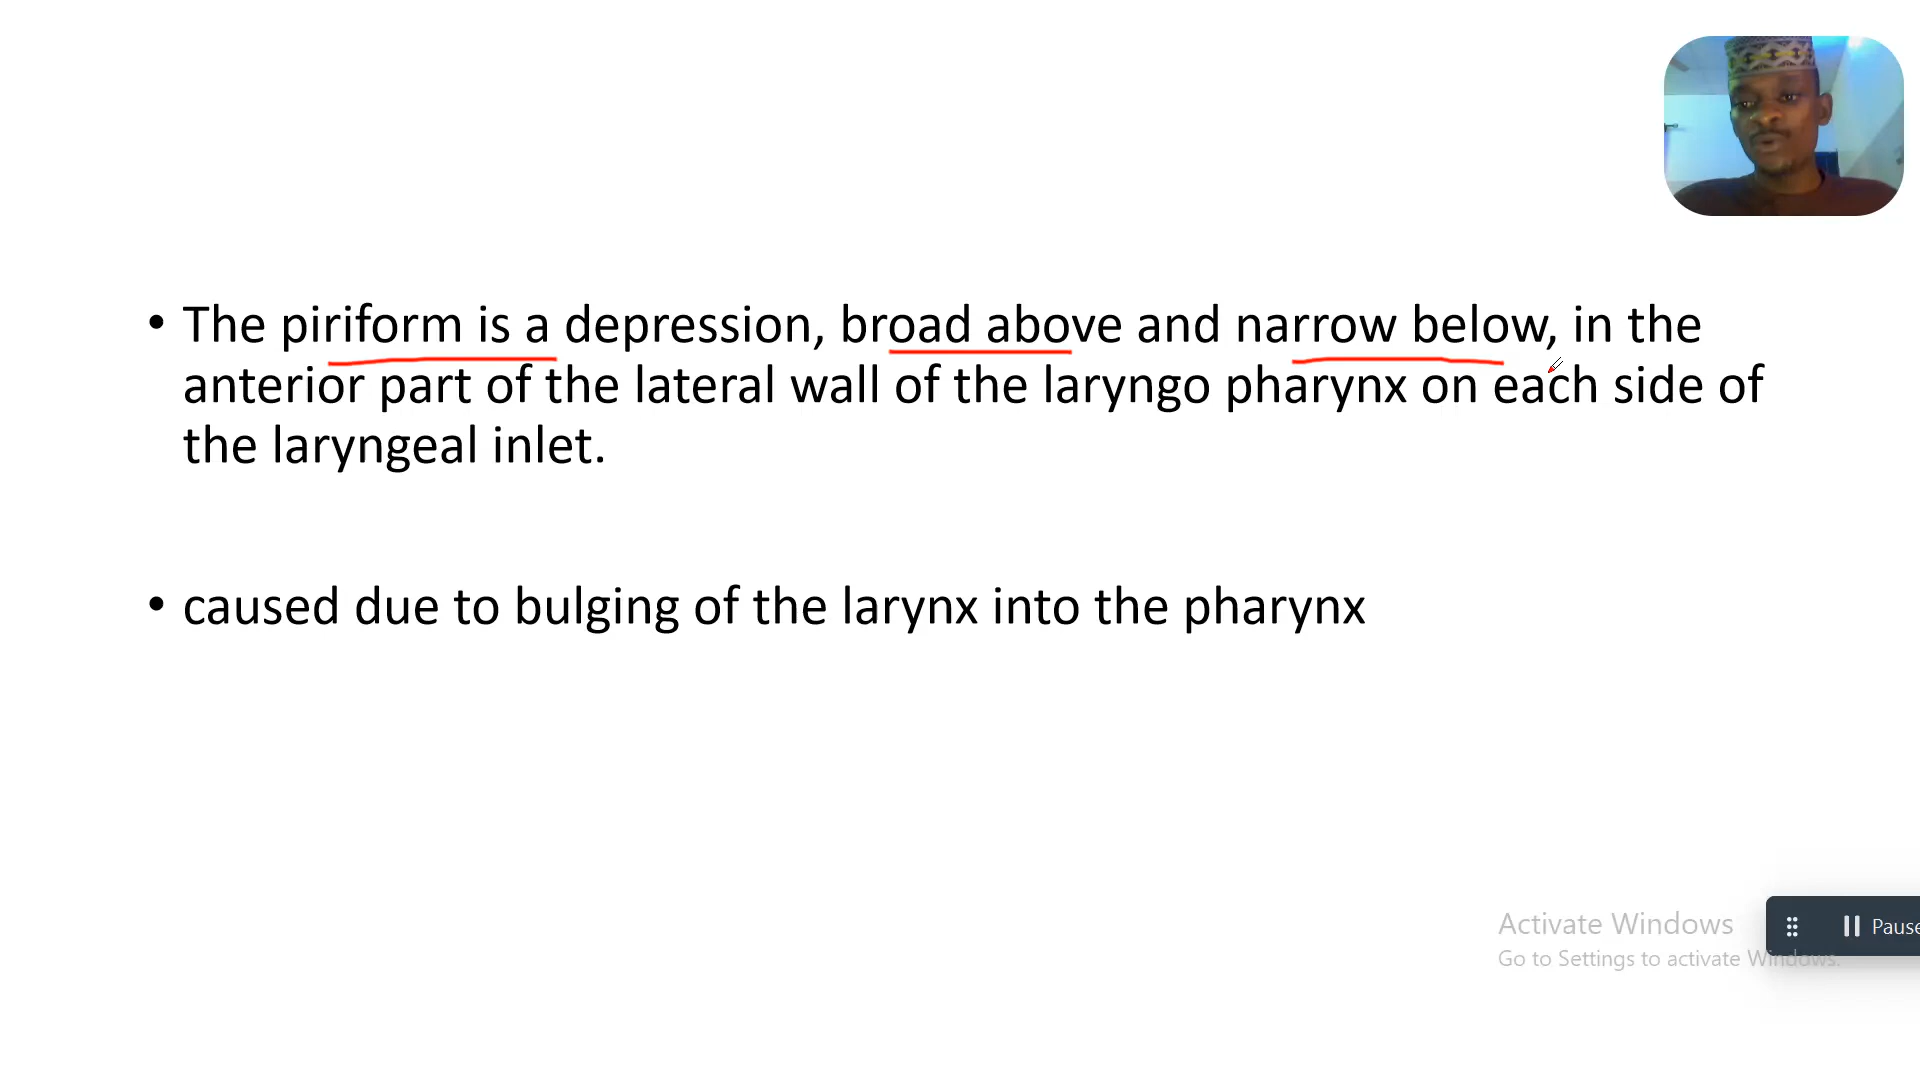 • The piriform is a depression, broad above and narrow below, in the
anterior part of the lateral wall of the laryngo pharynx on each side of
the laryngeal inlet.
• caused due to bulging of the larynx into the pharynx
Activate Windows
Go to Settings to activate Windows.
Pause